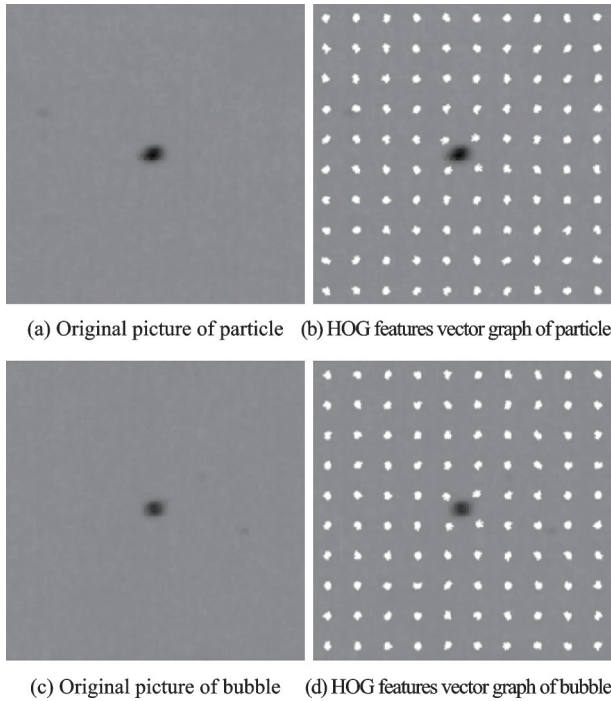 (a) Original picture of particle
(b) HOG features vector graph of particle
(c) Original picture of bubble
(d) HOG features vector graph of bubble